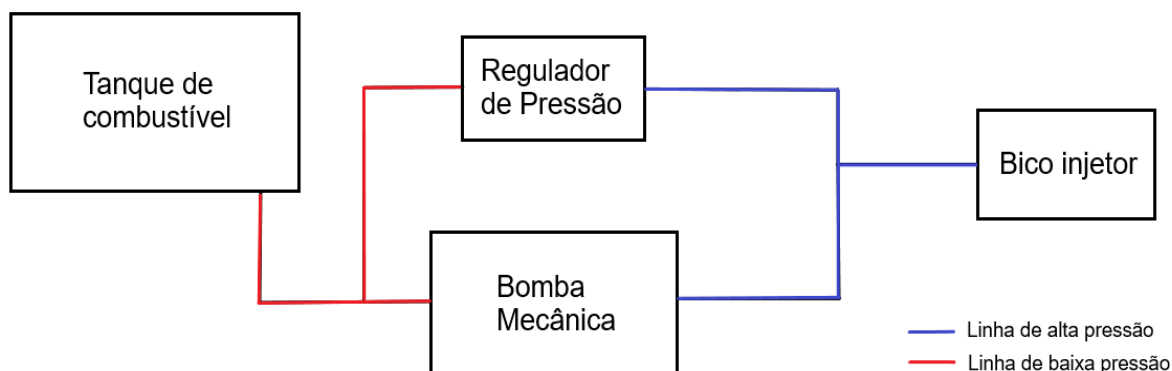 Tanque de
combustível
Regulador
de Pressão
Bico injetor
Bomba
Mecânica
Linha de alta pressão
Linha de baixa pressão